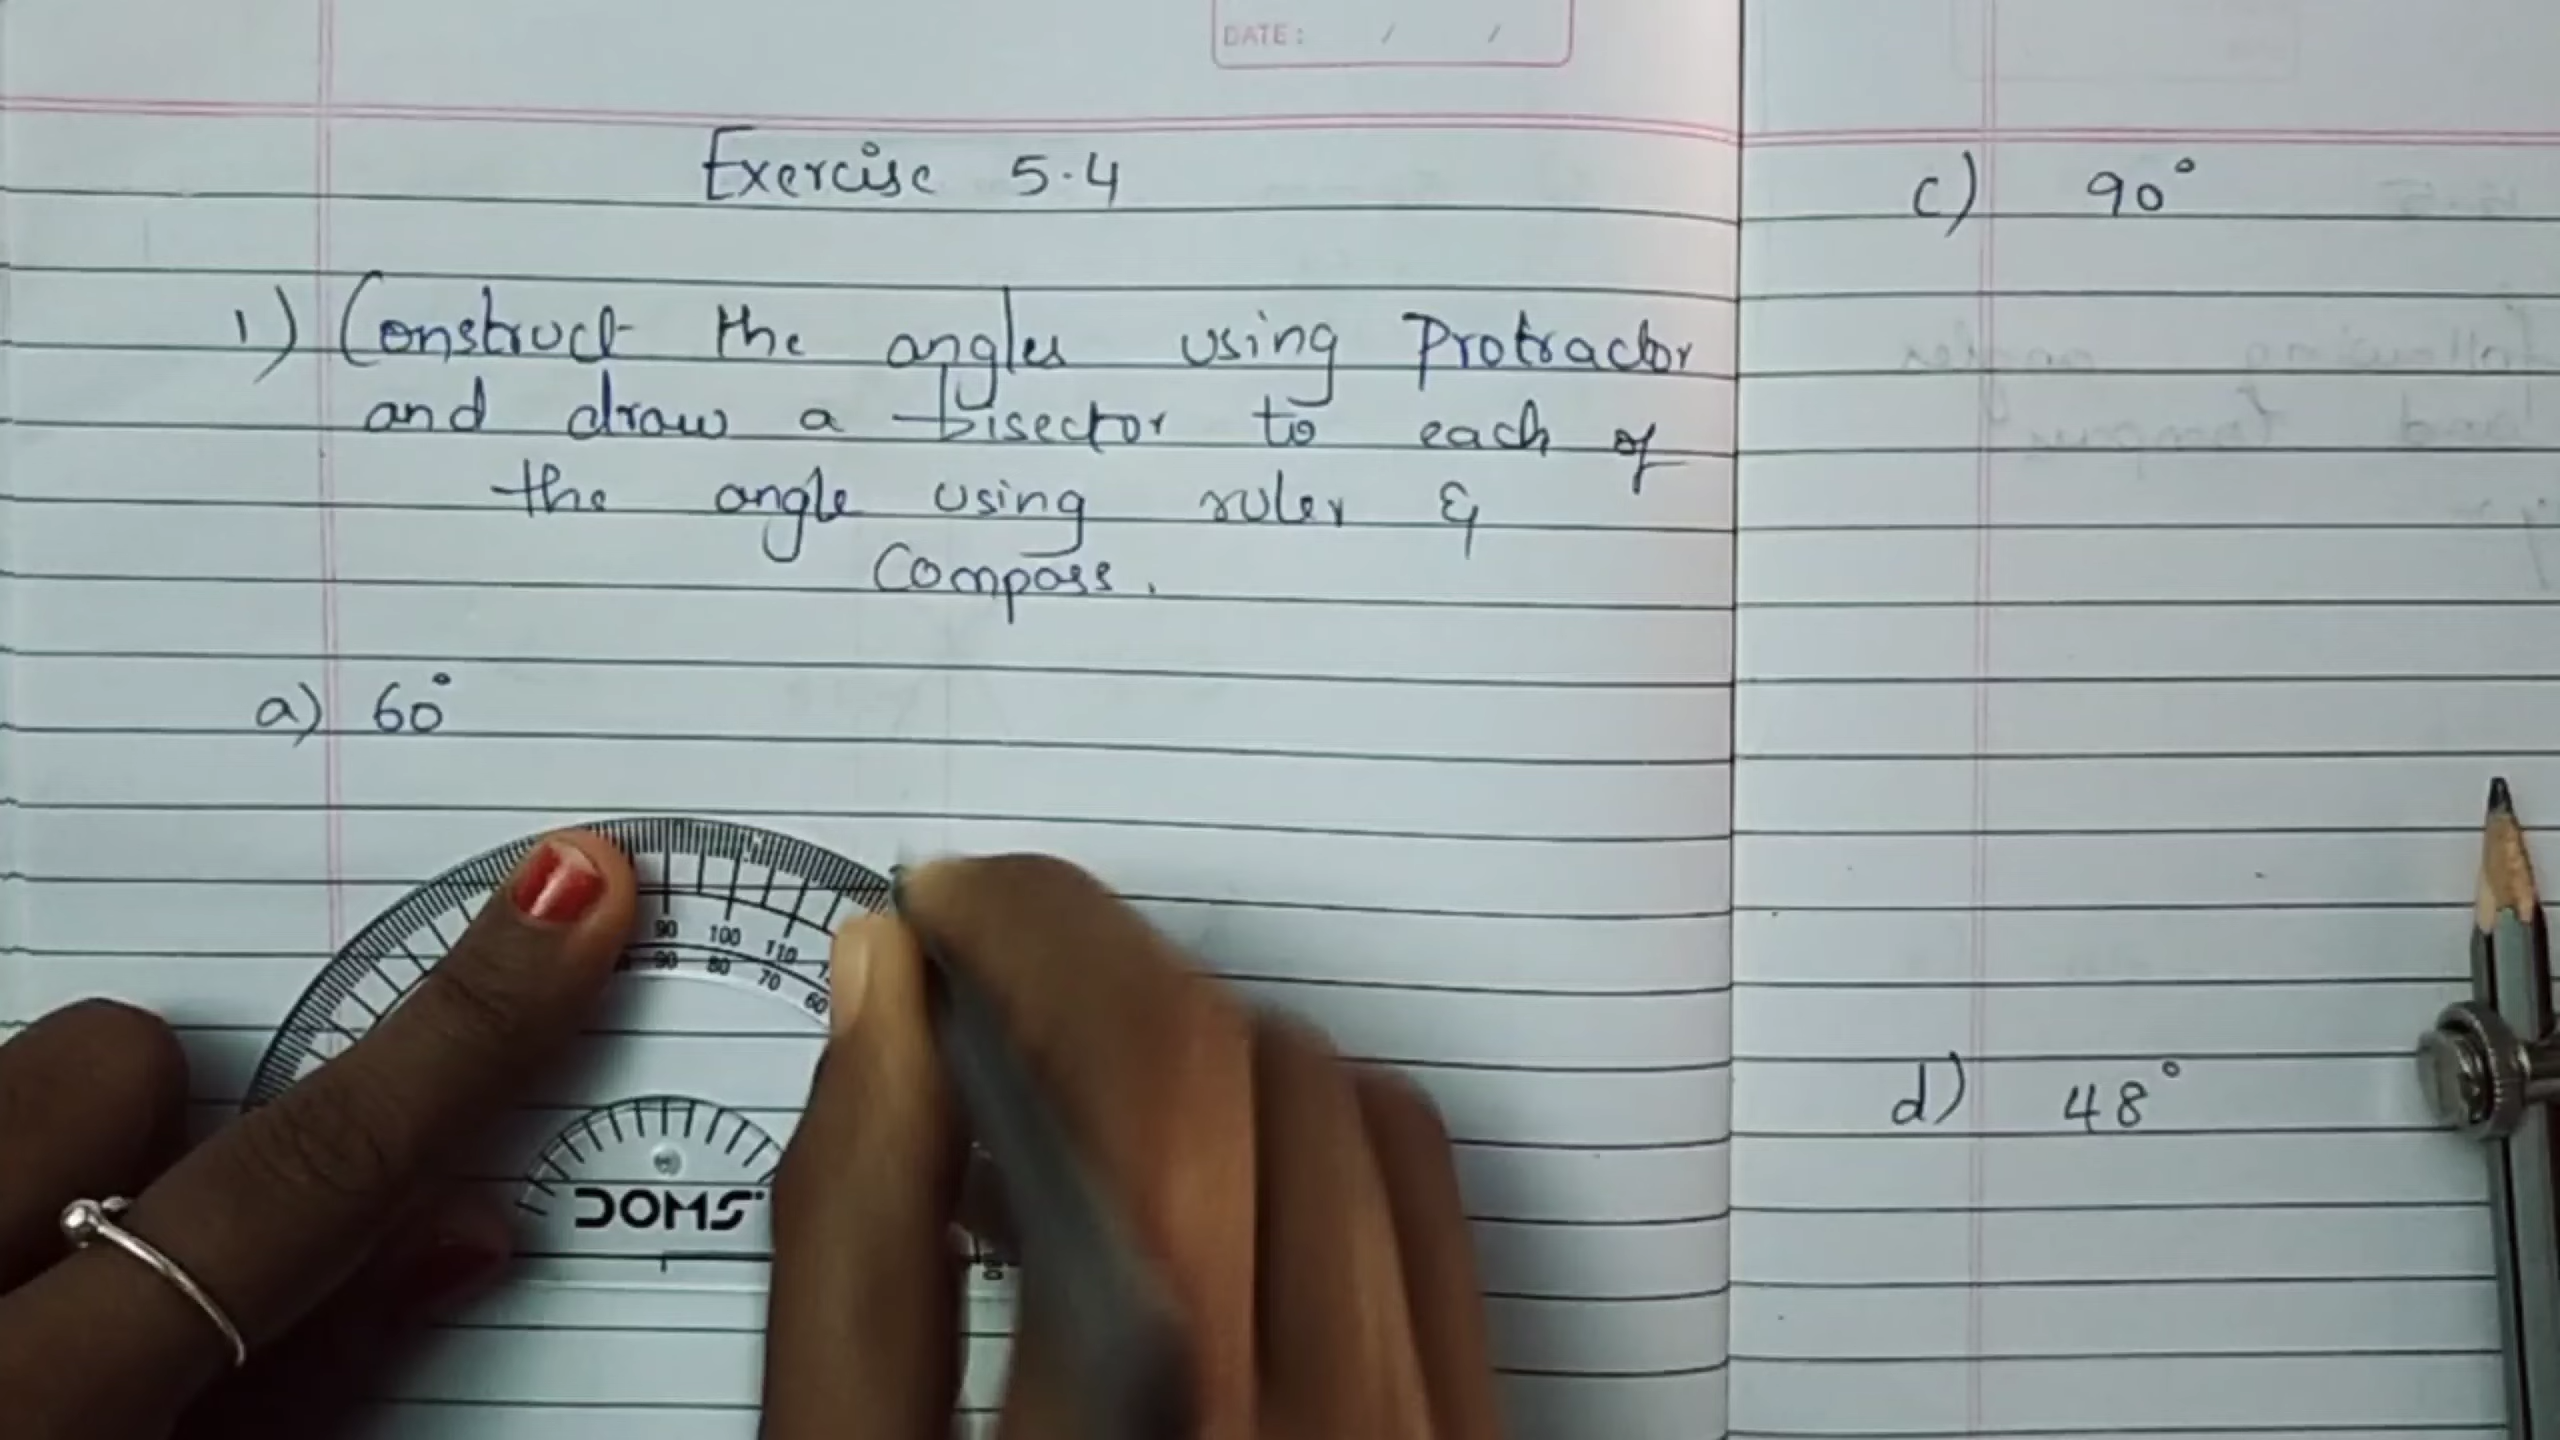 DATE: / /
Exercise 5.4
1) Construct the angles using Protractor
and draw a bisector to each of
the angle using ruler &
Compass.
a) 60°
90 100 110
90 80 70 60
DOMS
c) 90°
d) 48°